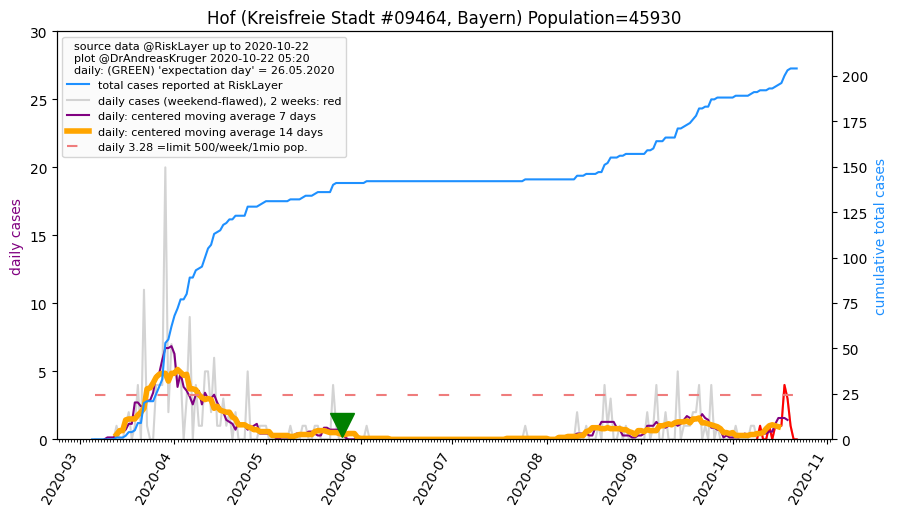 Hof (Kreisfreie Stadt #09464, Bayern) Population=45930
source data @RiskLayer up to 2020-10-22
plot @DrAndreasKruger 2020-10-22 05:20
daily: (GREEN) 'expectation day' = 26.05.2020
total cases reported at RiskLayer
daily cases (weekend-flawed), 2 weeks: red
daily: centered moving average 7 days
daily: centered moving average 14 days
daily 3.28 =limit 500/week/1mio pop.
daily cases
30
25
20
15
10
5
0
cumulative total cases
200
175
150
125
100
75
50
25
0
2020-03
2020-04
2020-05
2020-06
2020-07
2020-08
2020-09
2020-10
2020-11